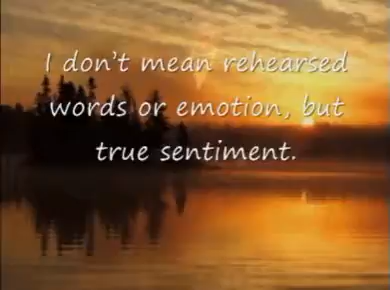 I don't mean rehearsed
words or emotion, but
true sentiment.